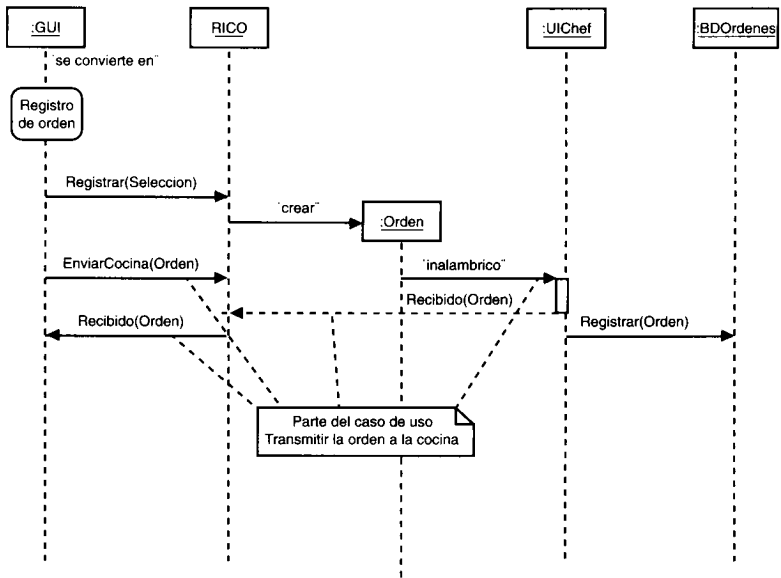 :GUI
RICO
:UIChef
:BDOrdenes
¨se convierte en¨
Registro
de orden
Registrar(Seleccion)
¨crear¨
:Orden
EnviarCocina(Orden)
¨inalambrico¨
Recibido(Orden)
Recibido(Orden)
Registrar(Orden)
Parte del caso de uso
Transmitir la orden a la cocina